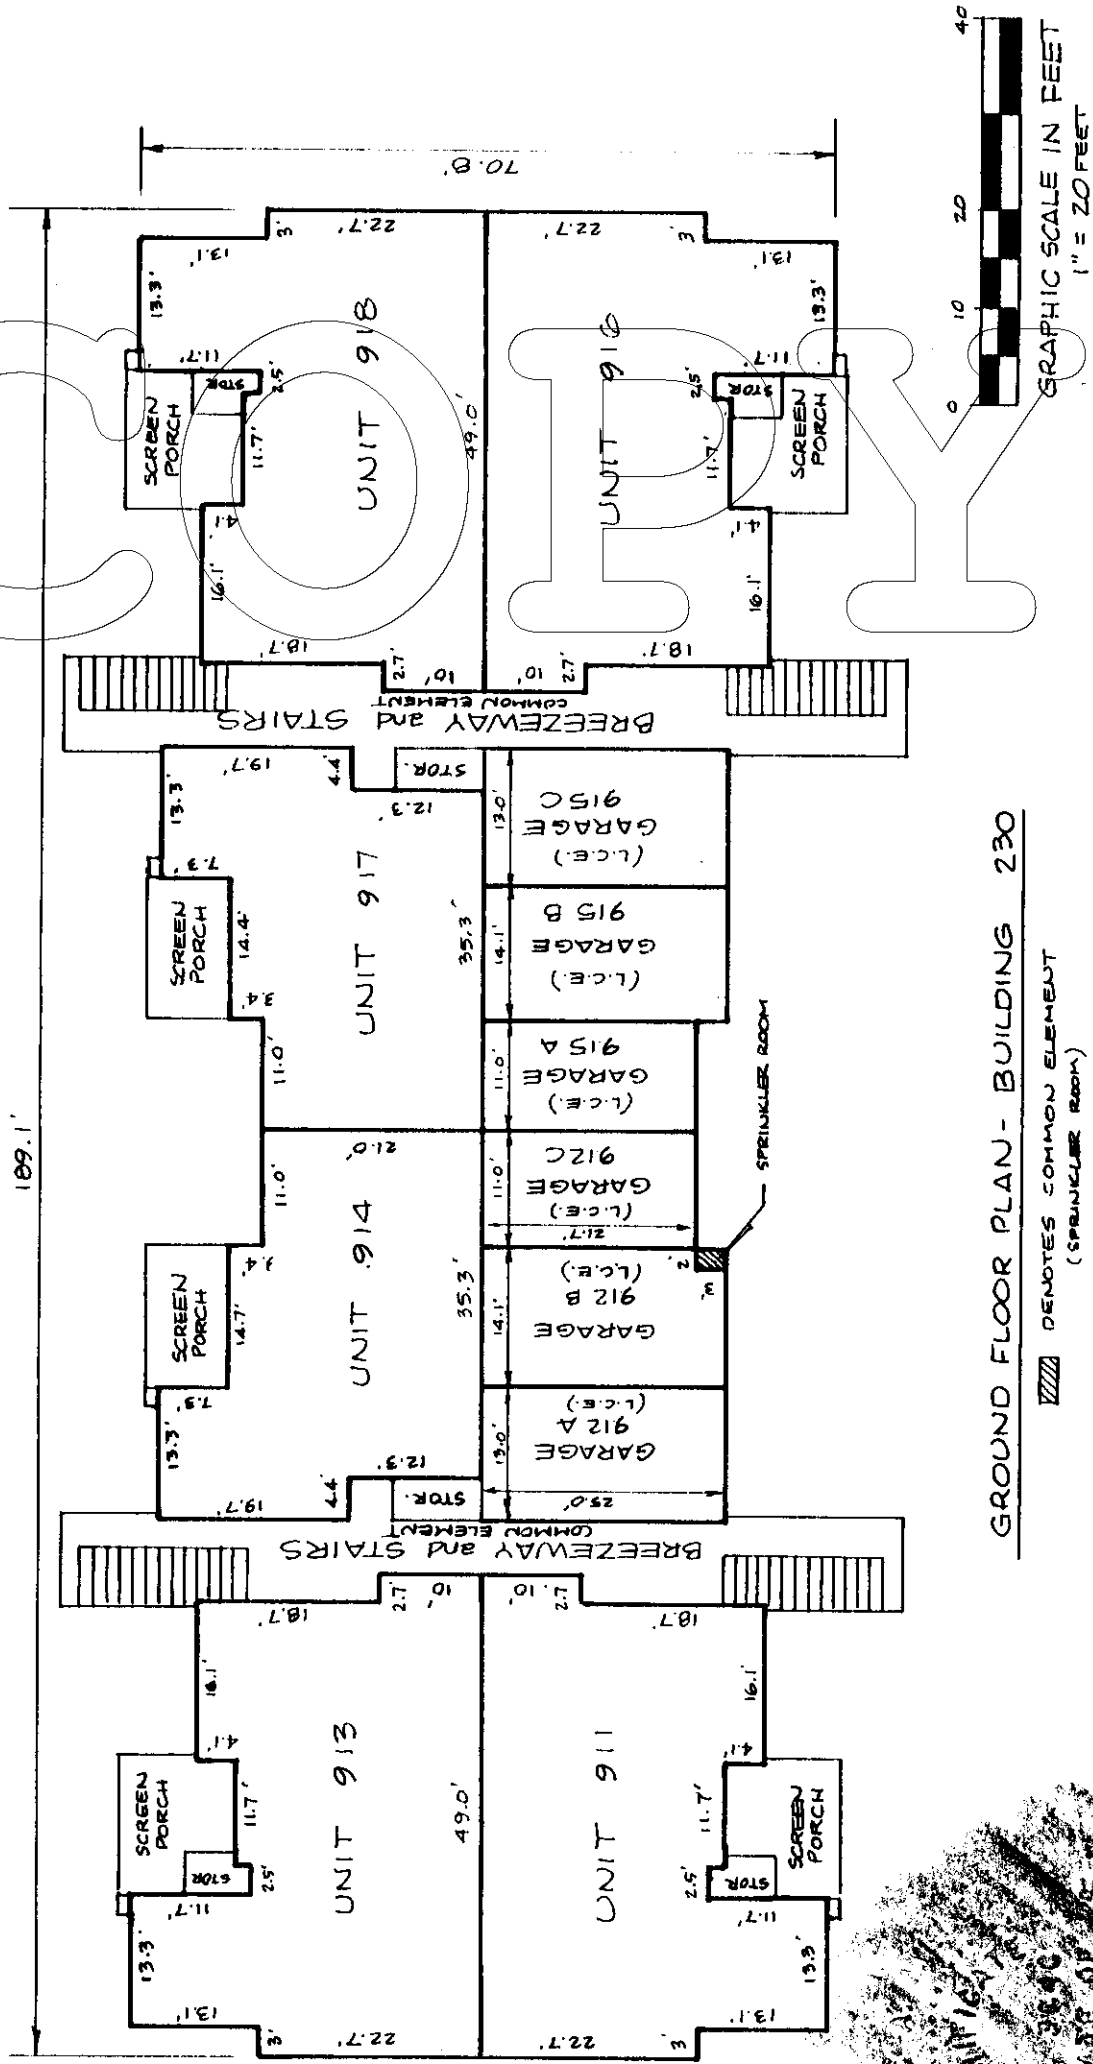 189.1'
70.8'
SCREEN
PORCH
STOR
13.3'
13.1'
11.7'
2.5'
11.7'
4.1'
16.1'
18.7'
2.7'
10'
3'
22.7'
UNIT 913
49.0'
UNIT 911
22.7'
3'
13.1'
13.3'
11.7'
2.5'
STOR
SCREEN
PORCH
11.7'
4.1'
16.1'
18.7'
2.7
10'
BREEZEWAY and STAIRS
COMMON ELEMENT
19.7'
13.3'
7.3'
SCREEN
PORCH
14.7'
3.4'
11.0'
4.4'
STOR.
12.3'
UNIT 914
35.3'
21.0'
13.0'
25.0'
GARAGE
912 A
(L.C.E.)
14.1'
GARAGE
912 B
(L.C.E.)
2'
3'
11.0'
21.7'
GARAGE
912C
(L.C.E.)
SPRINKLER ROOM
11.0'
3.4'
14.4'
SCREEN
PORCH
7.3'
13.3'
19.7'
4.4'
STOR.
12.3'
UNIT 917
35.3'
11.0'
GARAGE
915 A
(L.C.E.)
14.1'
GARAGE
915 B
(L.C.E.)
13.0'
GARAGE
915C
(L.C.E.)
BREEZEWAY and STAIRS
COMMON ELEMENT
18.7'
2.7'
10'
16.1'
4.1'
11.7'
SCREEN
PORCH
STOR
2.5'
11.7'
13.3'
13.1'
3'
22.7'
UNIT 918
49.0'
UNIT 916
22.7'
3'
13.1'
13.3'
11.7
2.5'
STOR
SCREEN
PORCH
11.7'
4.1'
16.1'
18.7'
2.7'
10'
GROUND FLOOR PLAN - BUILDING 230
DENOTES COMMON ELEMENT
(SPRINKLER ROOM)
0 10 20 40
GRAPHIC SCALE IN FEET
1" = 20 FEET
COPY